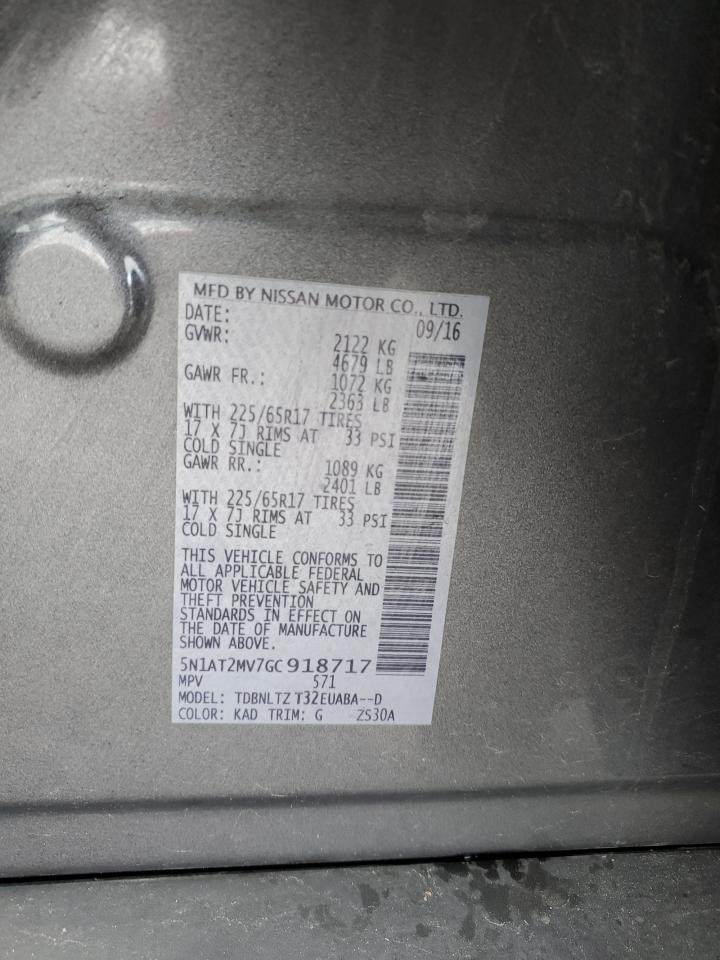 MFD BY NISSAN MOTOR CO., LTD.
DATE: 09/16
GVWR: 2122 KG
4679 LB
GAWR FR.: 1072 KG
2363 LB
WITH 225/65R17 TIRES
17 X 7J RIMS AT 33 PSI
COLD SINGLE
GAWR RR.: 1089 KG
2401 LB
WITH 225/65R17 TIRES
17 X 7J RIMS AT 33 PSI
COLD SINGLE
THIS VEHICLE CONFORMS TO
ALL APPLICABLE FEDERAL
MOTOR VEHICLE SAFETY AND
THEFT PREVENTION
STANDARDS IN EFFECT ON
THE DATE OF MANUFACTURE
SHOWN ABOVE.
5N1AT2MV7GC918717
MPV 571
MODEL: TDBNLTZ T32EUABA--D
COLOR: KAD TRIM: G ZS30A